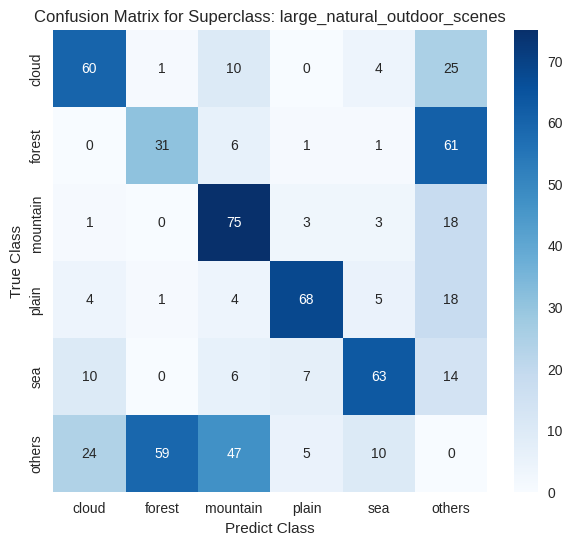 Confusion Matrix for Superclass: large_natural_outdoor_scenes
True Class
cloud 60 1 10 0 4 25
forest 0 31 6 1 1 61
mountain 1 0 75 3 3 18
plain 4 1 4 68 5 18
sea 10 0 6 7 63 14
others 24 59 47 5 10 0
cloud forest mountain plain sea others
Predict Class
70
60
50
40
30
20
10
0